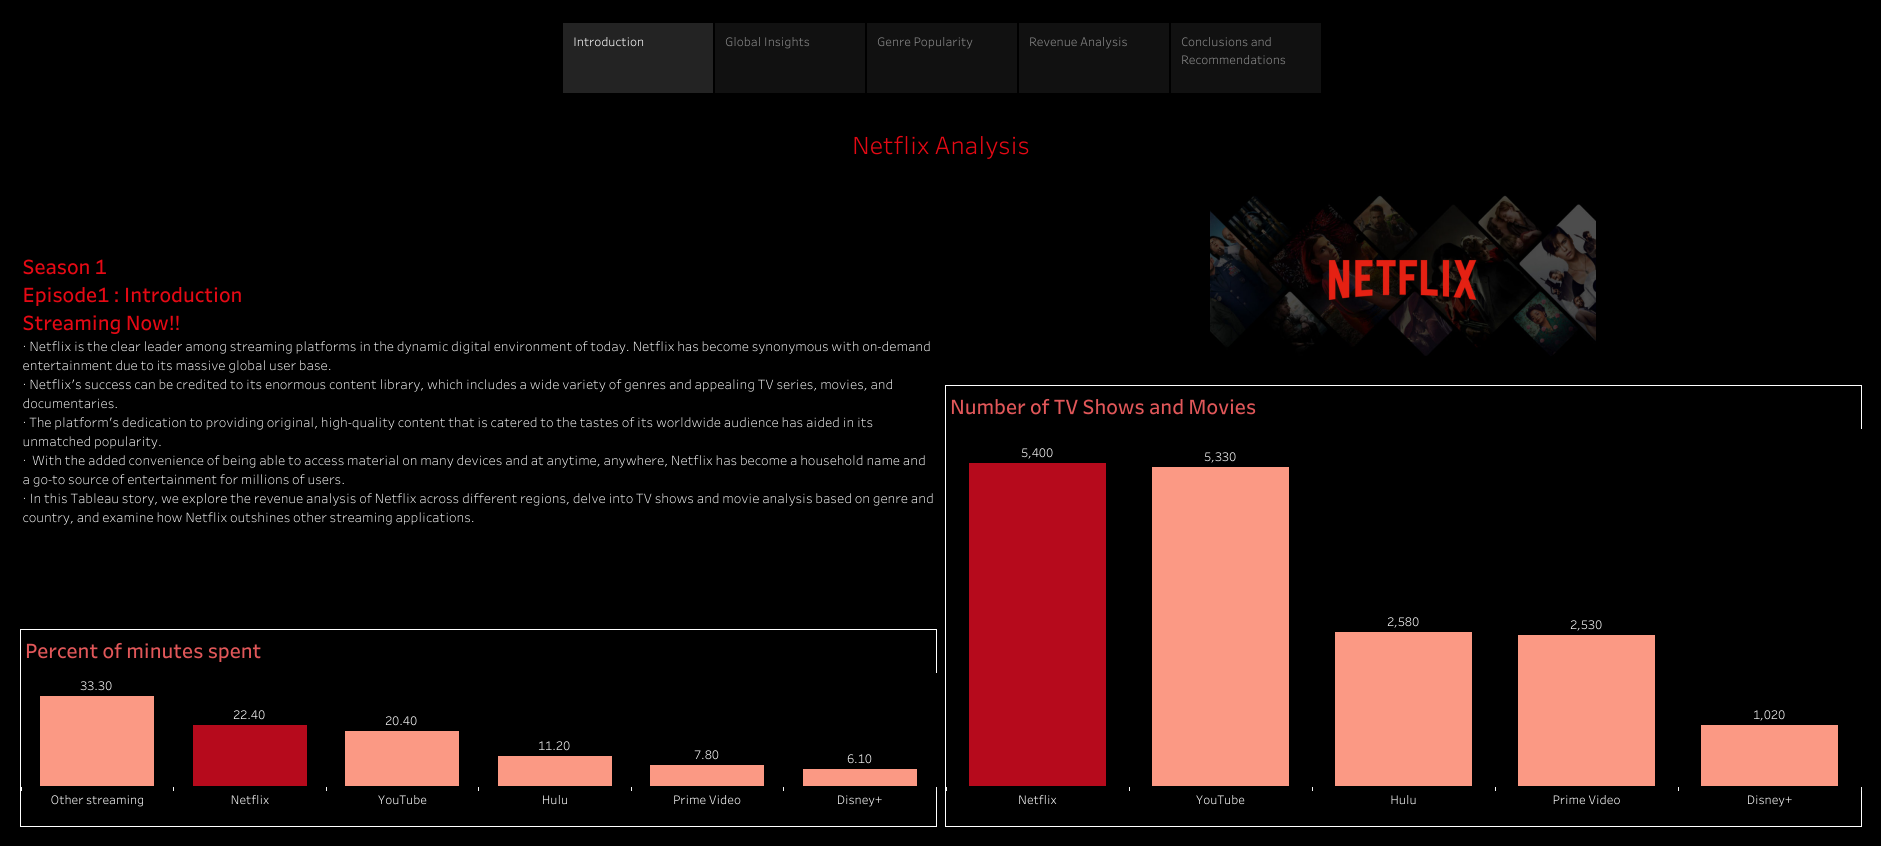 Introduction
Global Insights
Genre Popularity
Revenue Analysis
Conclusions and
Recommendations
Netflix Analysis
NETFLIX
Season 1
Episode1 : Introduction
Streaming Now!!
· Netflix is the clear leader among streaming platforms in the dynamic digital environment of today. Netflix has become synonymous with on-demand
entertainment due to its massive global user base.
· Netflix’s success can be credited to its enormous content library, which includes a wide variety of genres and appealing TV series, movies, and
documentaries.
· The platform’s dedication to providing original, high-quality content that is catered to the tastes of its worldwide audience has aided in its
unmatched popularity.
·  With the added convenience of being able to access material on many devices and at anytime, anywhere, Netflix has become a household name and
a go-to source of entertainment for millions of users.
· In this Tableau story, we explore the revenue analysis of Netflix across different regions, delve into TV shows and movie analysis based on genre and
country, and examine how Netflix outshines other streaming applications.
Percent of minutes spent
33.30
22.40
20.40
11.20
7.80
6.10
Other streaming
Netflix
YouTube
Hulu
Prime Video
Disney+
Number of TV Shows and Movies
5,400
5,330
2,580
2,530
1,020
Netflix
YouTube
Hulu
Prime Video
Disney+